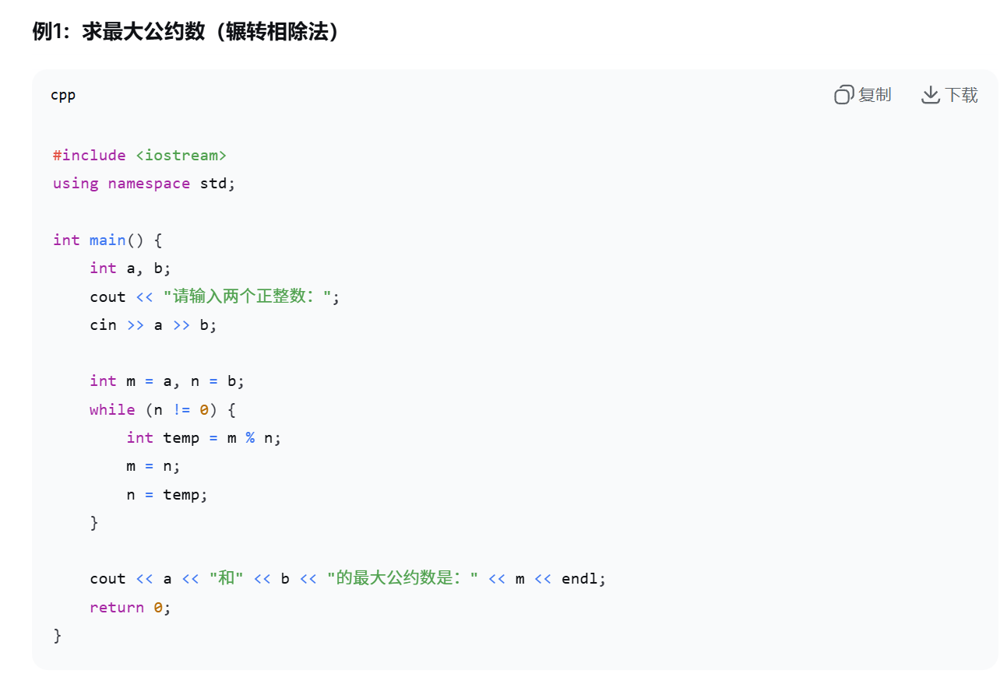 例1：求最大公约数（辗转相除法）
cpp
复制
下载
#include <iostream>
using namespace std;
int main() {
    int a, b;
    cout << "请输入两个正整数：";
    cin >> a >> b;
    int m = a, n = b;
    while (n != 0) {
        int temp = m % n;
        m = n;
        n = temp;
    }
    cout << a << "和" << b << "的最大公约数是：" << m << endl;
    return 0;
}